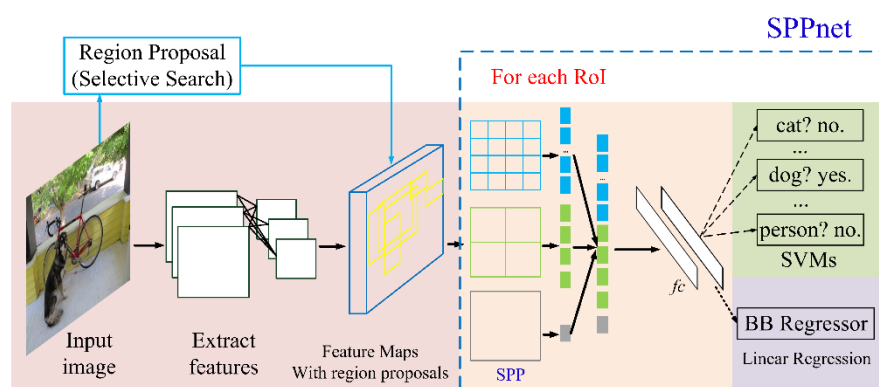 SPPnet
Region Proposal
(Selective Search)
For each RoI
cat? no.
...
dog? yes.
...
person? no.
SVMs
...
...
fc
BB Regressor
Linear Regression
Input
image
Extract
features
Feature Maps
With region proposals
SPP